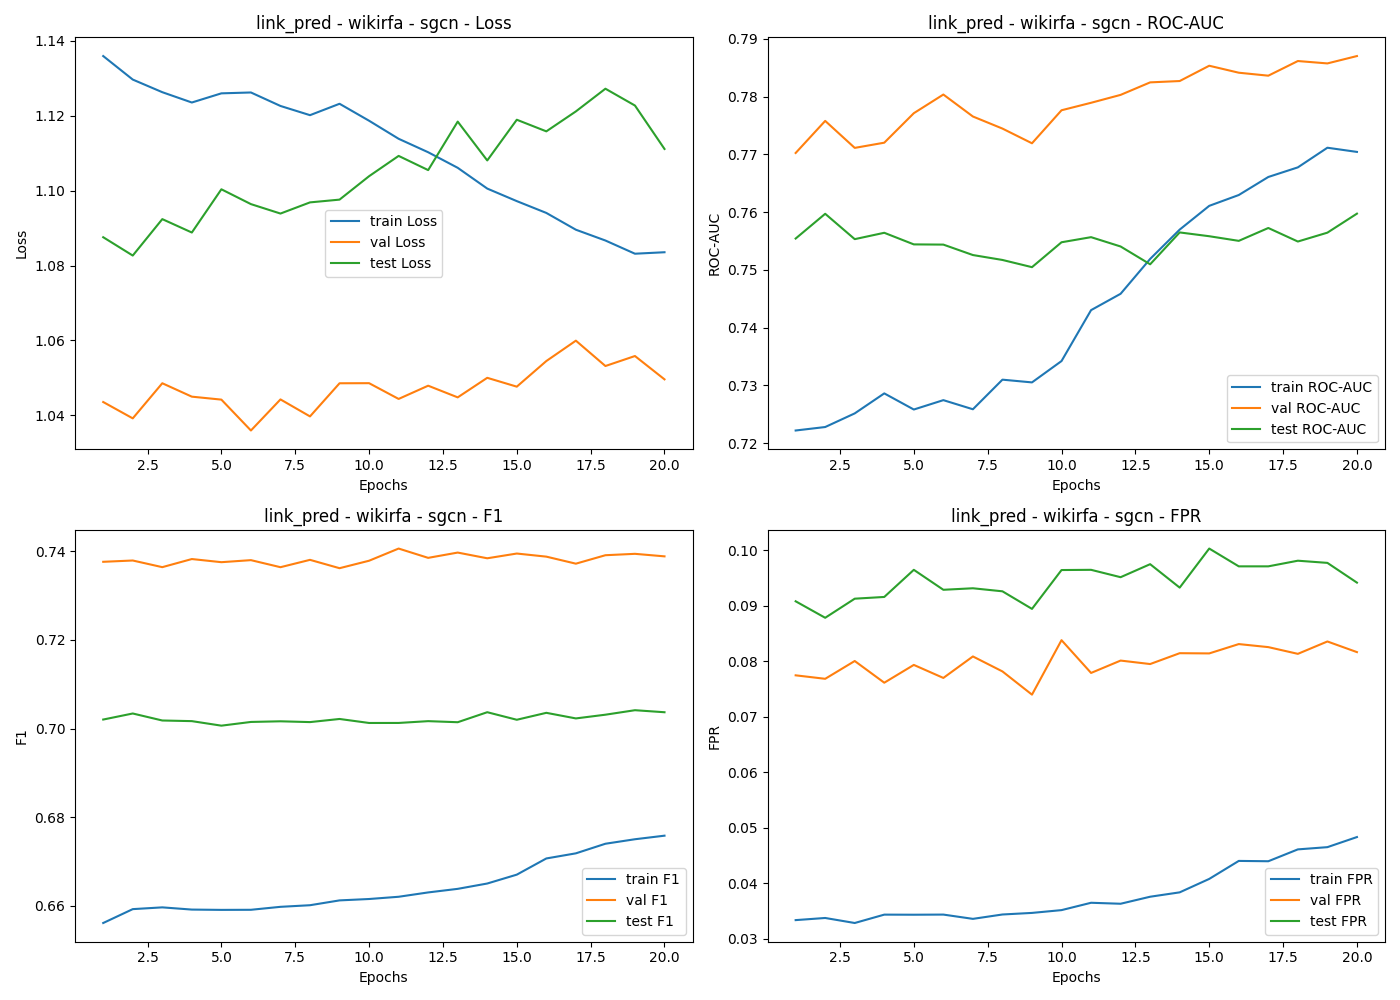 link_pred - wikirfa - sgcn - Loss
1.14
1.12
1.10
1.08
1.06
1.04
Loss
train Loss
val Loss
test Loss
2.5 5.0 7.5 10.0 12.5 15.0 17.5 20.0
Epochs
link_pred - wikirfa - sgcn - ROC-AUC
0.79
0.78
0.77
0.76
0.75
0.74
0.73
0.72
ROC-AUC
train ROC-AUC
val ROC-AUC
test ROC-AUC
2.5 5.0 7.5 10.0 12.5 15.0 17.5 20.0
Epochs
link_pred - wikirfa - sgcn - F1
0.74
0.72
0.70
0.68
0.66
F1
train F1
val F1
test F1
2.5 5.0 7.5 10.0 12.5 15.0 17.5 20.0
Epochs
link_pred - wikirfa - sgcn - FPR
0.10
0.09
0.08
0.07
0.06
0.05
0.04
0.03
FPR
train FPR
val FPR
test FPR
2.5 5.0 7.5 10.0 12.5 15.0 17.5 20.0
Epochs